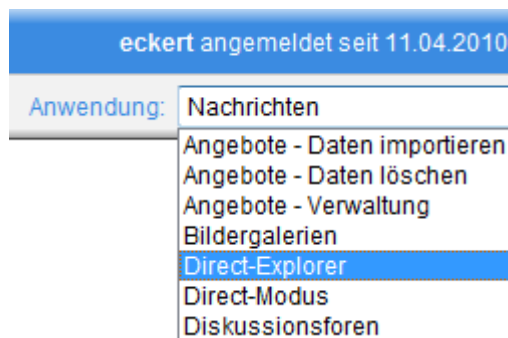 eckert angemeldet seit 11.04.2010
Anwendung: Nachrichten
Angebote - Daten importieren
Angebote - Daten löschen
Angebote - Verwaltung
Bildergalerien
Direct-Explorer
Direct-Modus
Diskussionsforen